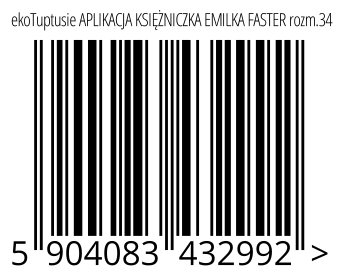 ekoTuptusie APLIKACJA KSIĘŻNICZKA EMILKA FASTER rozm.34
5 904083 432992 >